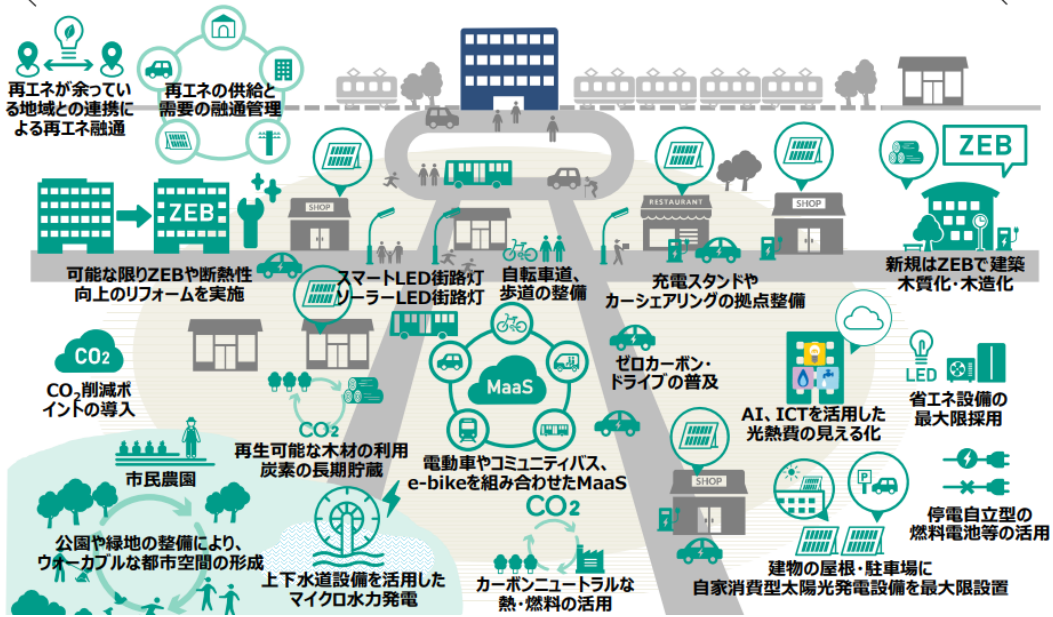 再エネが余ってい
る地域との連携に
よる再エネ融通
再エネの供給と
需要の融通管理
ZEB
ZEB
SHOP
RESTAURANT
SHOP
可能な限りZEBや断熱性
向上のリフォームを実施
スマートLED街路灯
ソーラーLED街路灯
自転車道、
歩道の整備
充電スタンドや
カーシェアリングの拠点整備
新規はZEBで建築
木質化・木造化
CO2
CO₂削減ポ
イントの導入
CO2
再生可能な木材の利用
炭素の長期貯蔵
MaaS
電動車やコミュニティバス、
e-bikeを組み合わせたMaaS
ゼロカーボン・
ドライブの普及
AI、ICTを活用した
光熱費の見える化
LED
省エネ設備の
最大限採用
市民農園
公園や緑地の整備により、
ウォーカブルな都市空間の形成
上下水道設備を活用した
マイクロ水力発電
CO2
カーボンニュートラルな
熱・燃料の活用
SHOP
P
建物の屋根・駐車場に
自家消費型太陽光発電設備を最大限設置
停電自立型の
燃料電池等の活用